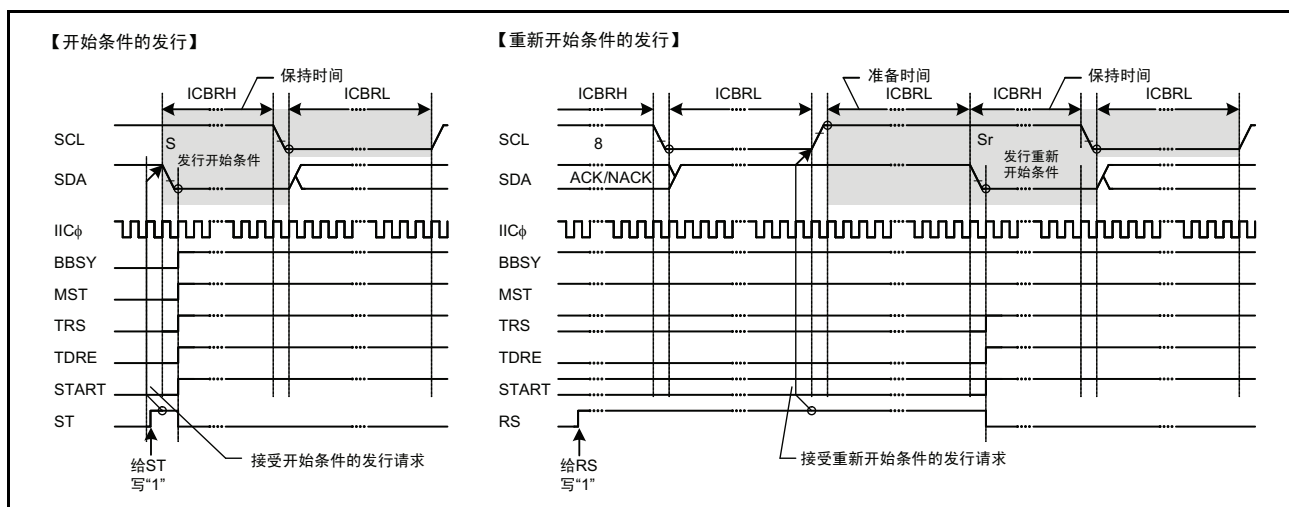 【开始条件的发行】
保持时间
ICBRH
ICBRL
SCL
S
发行开始条件
SDA
IICφ
BBSY
MST
TRS
TDRE
START
ST
给ST
写“1”
接受开始条件的发行请求
【重新开始条件的发行】
准备时间
保持时间
ICBRH
ICBRL
ICBRL
ICBRH
ICBRL
SCL
8
Sr
发行重新
开始条件
SDA
ACK/NACK
IICφ
BBSY
MST
TRS
TDRE
START
RS
给RS
写“1”
接受重新开始条件的发行请求